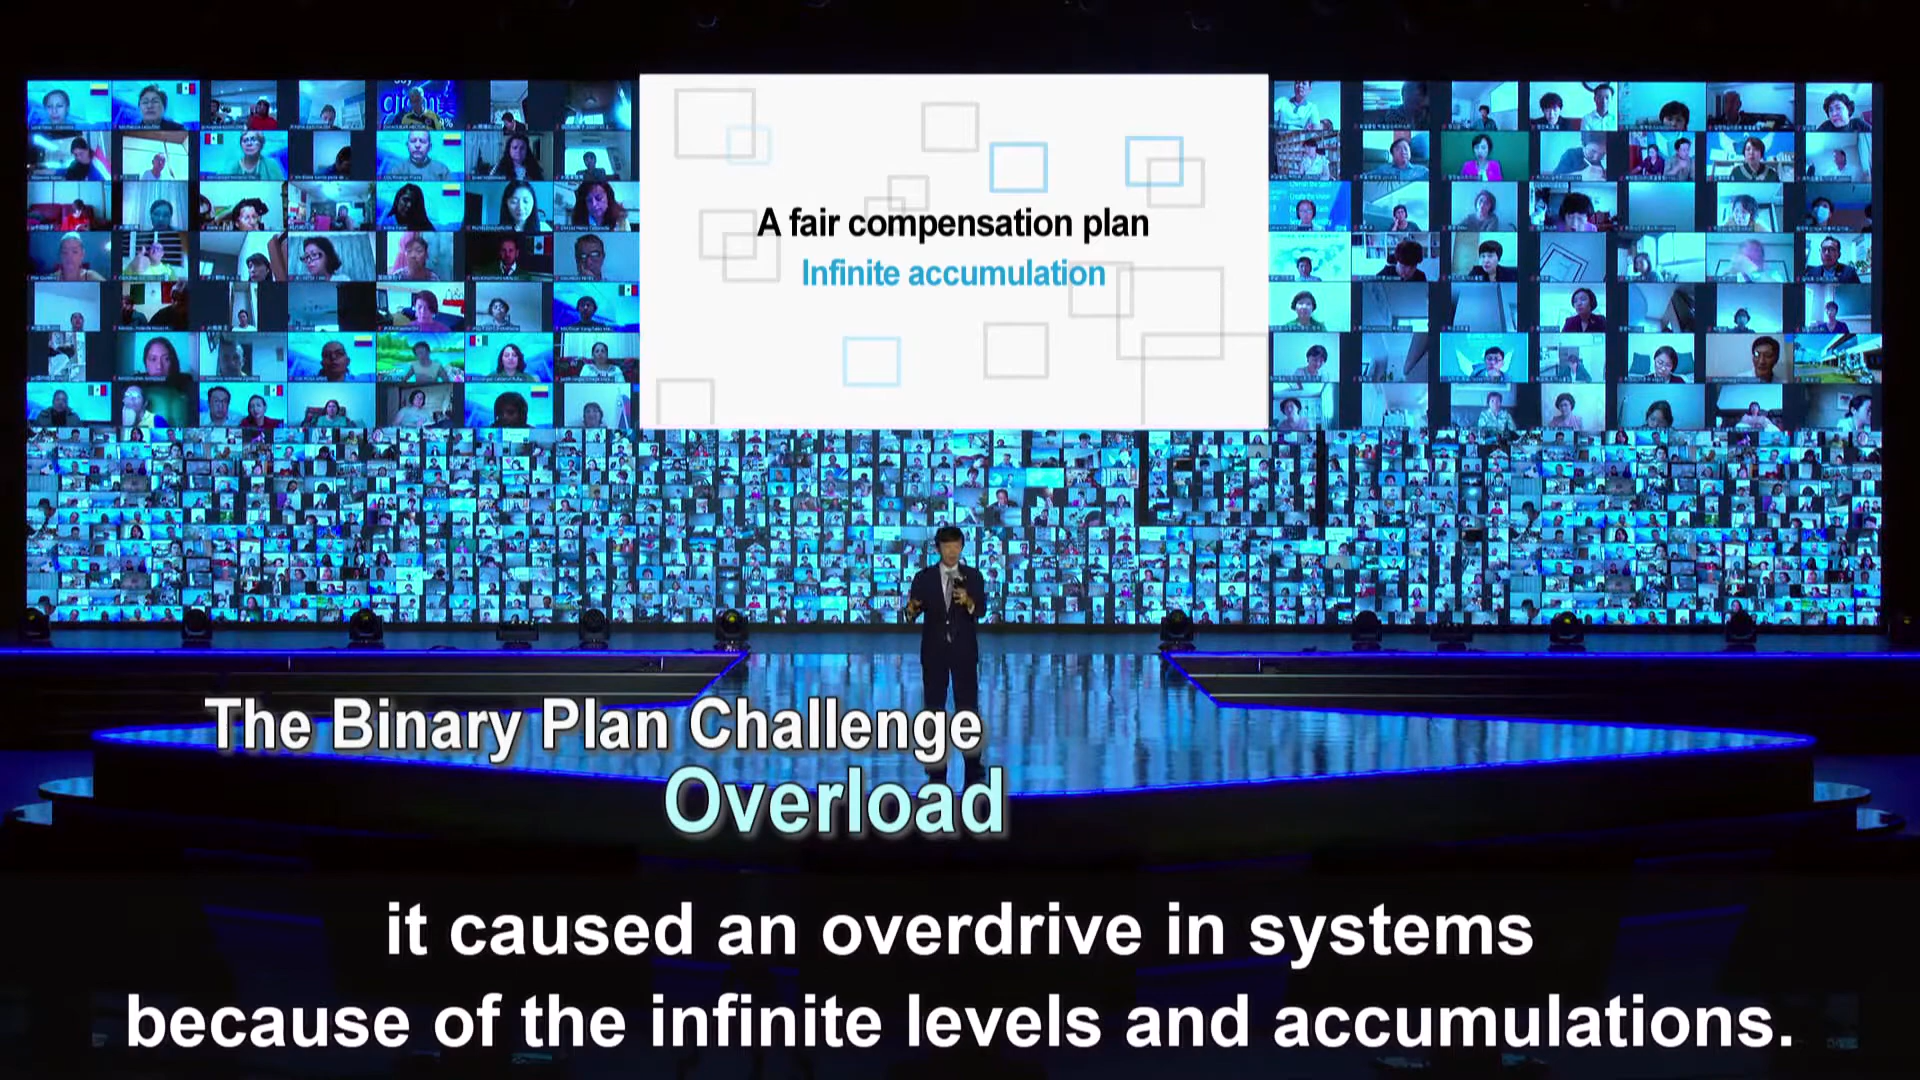 A fair compensation plan
Infinite accumulation
The Binary Plan Challenge
Overload
it caused an overdrive in systems
because of the infinite levels and accumulations.